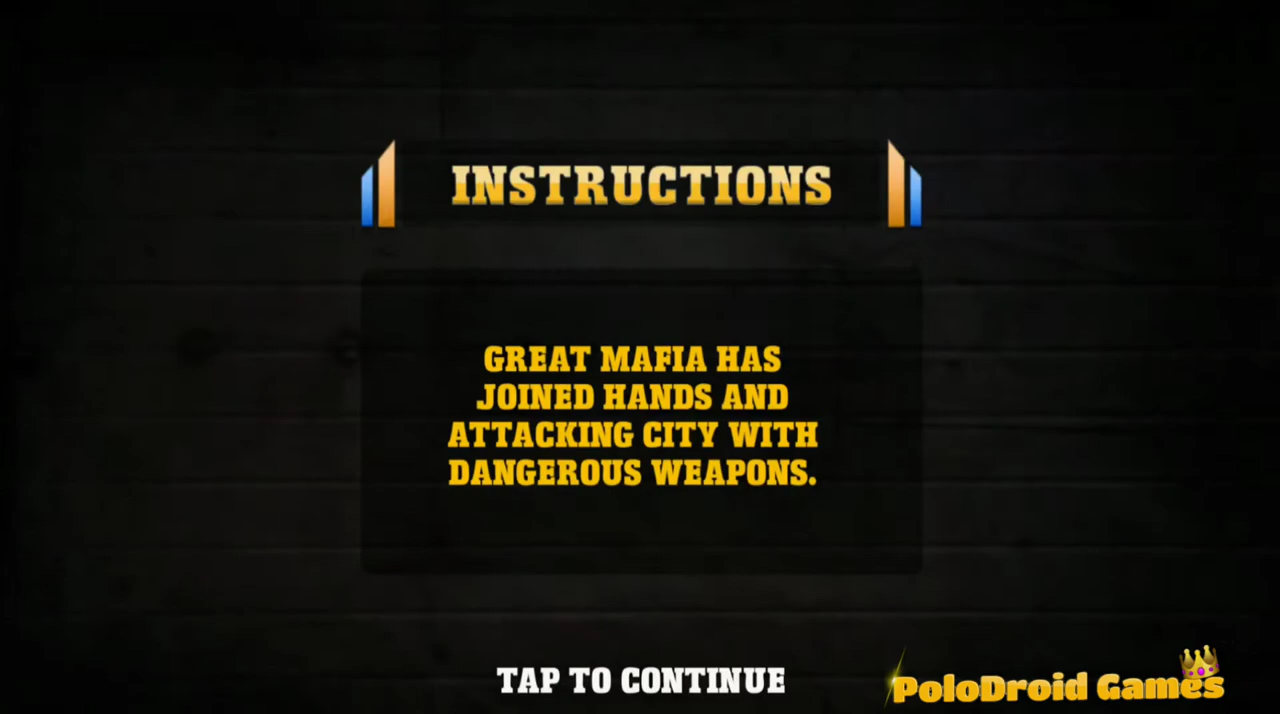 INSTRUCTIONS
GREAT MAFIA HAS
JOINED HANDS AND
ATTACKING CITY WITH
DANGEROUS WEAPONS.
TAP TO CONTINUE
PoloDroid Games